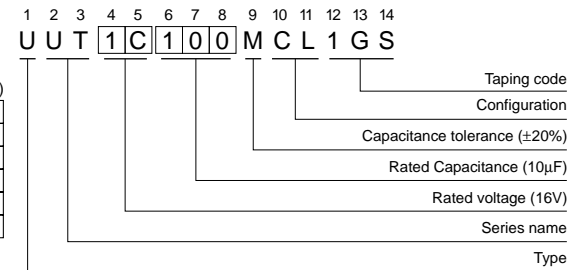 1 2 3 4 5 6 7 8 9 10 11 12 13 14
U U T 1 C 1 0 0 M C L 1 G S
)
Taping code
Configuration
Capacitance tolerance (±20%)
Rated Capacitance (10µF)
Rated voltage (16V)
Series name
Type